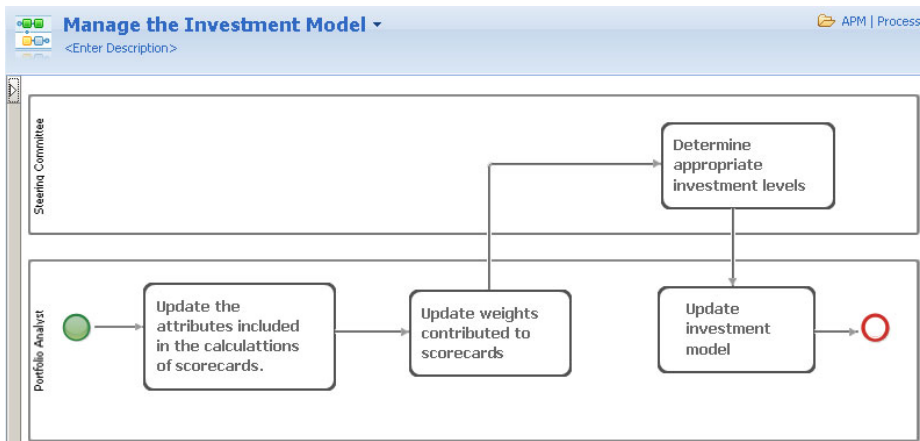 Manage the Investment Model
APM | Process
<Enter Description>
Steering Committee
Determine
appropriate
investment levels
Portfolio Analyst
Update the
attributes included
in the calculattions
of scorecards.
Update weights
contributed to
scorecards
Update
investment
model